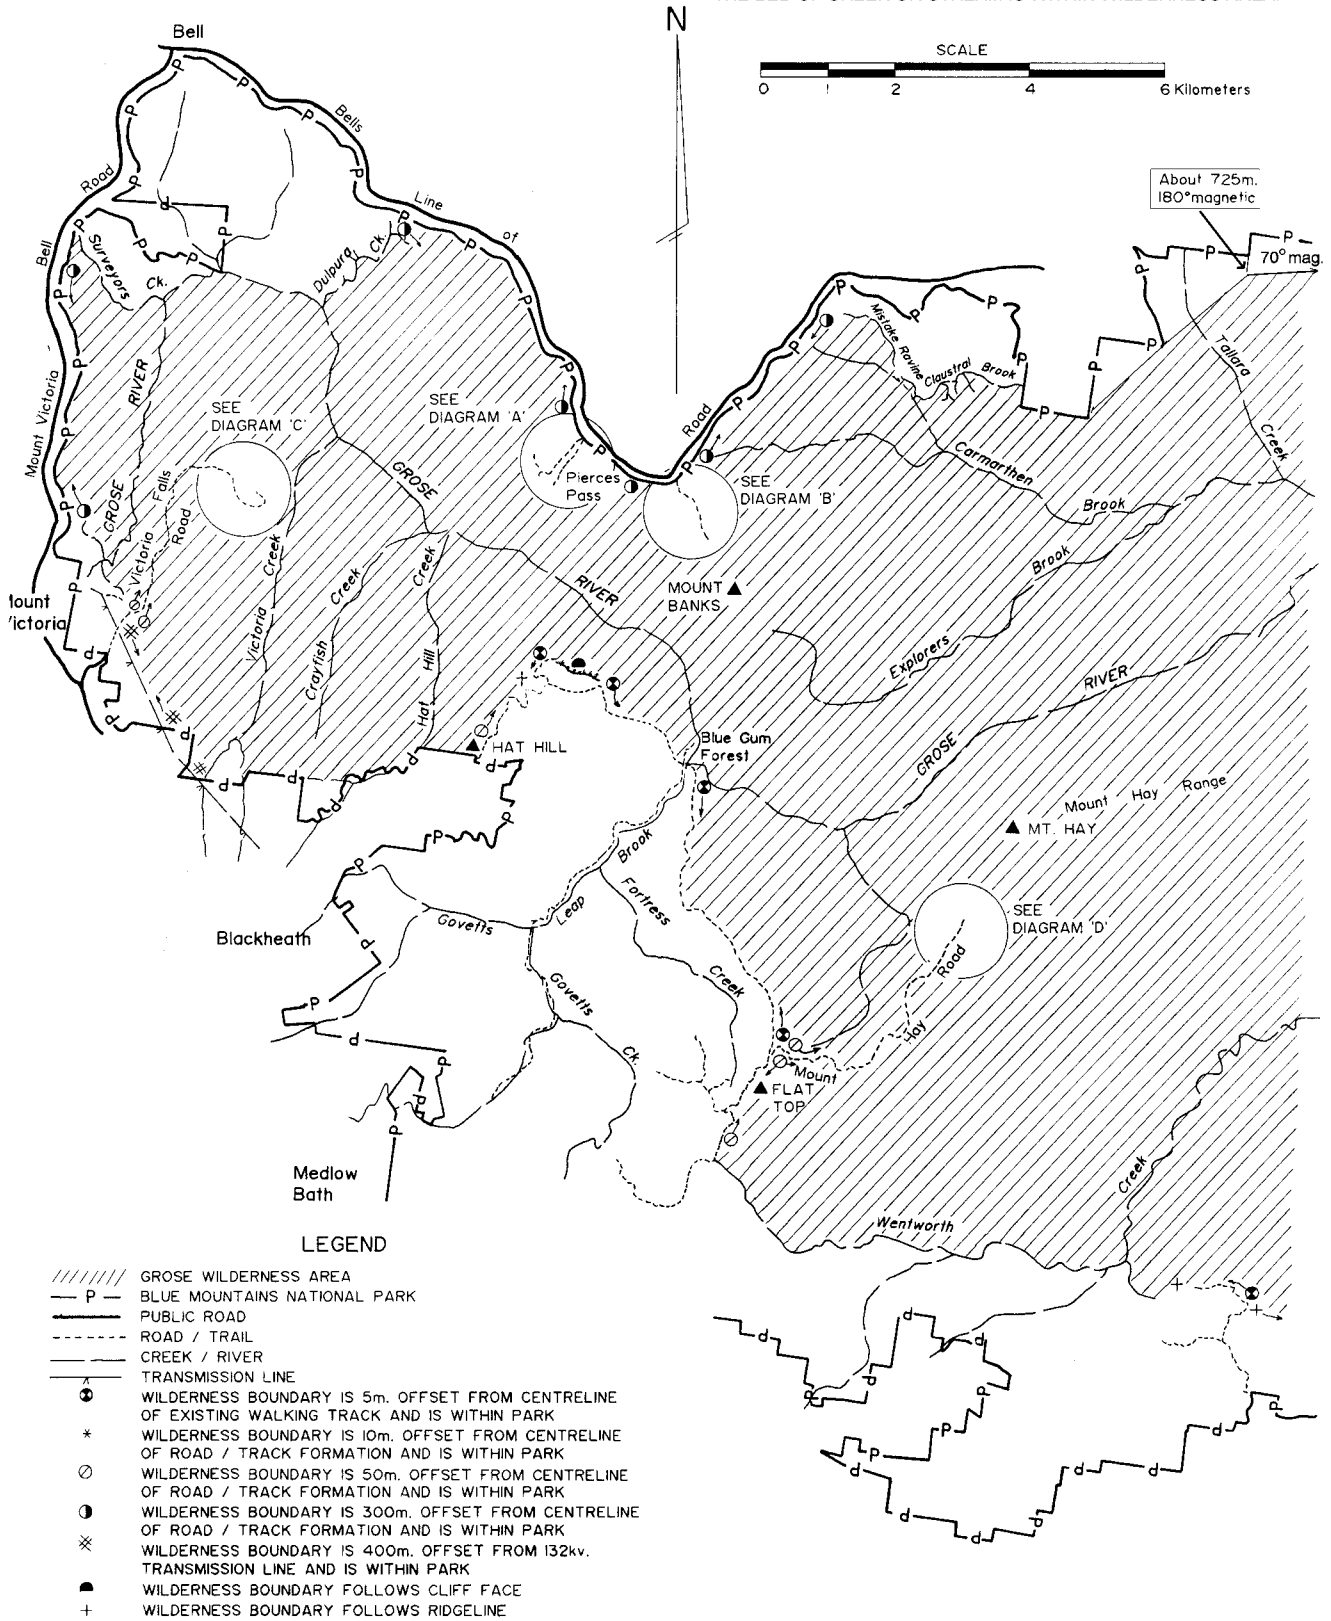 N
SCALE
0 1 2 4 6 Kilometers
Bell
Bells
Line
of
Road
Road
Bell
Mount Victoria
About 725m.
180° magnetic
70° mag.
Surveyors
Ck.
Dulpura
Ck.
RIVER
GROSE
SEE
DIAGRAM 'C'
SEE
DIAGRAM 'A'
Pierces
Pass
SEE
DIAGRAM 'B'
Mistake Ravine
Claustral
Brook
Carmarthen
Brook
Tallara
Creek
GROSE
RIVER
Victoria
Falls
Road
Victoria
Creek
Crayfish
Creek
Hat
Hill
Creek
MOUNT
BANKS
Explorers
Brook
GROSE
RIVER
Mount
Victoria
HAT HILL
Blue Gum
Forest
Mount Hay Range
MT. HAY
SEE
DIAGRAM 'D'
Blackheath
Govetts
Leap
Brook
Fortress
Creek
Govetts
Ck.
Mount
Hay
Road
FLAT
TOP
Medlow
Bath
Wentworth
Creek
LEGEND
GROSE WILDERNESS AREA
P BLUE MOUNTAINS NATIONAL PARK
PUBLIC ROAD
ROAD / TRAIL
CREEK / RIVER
TRANSMISSION LINE
WILDERNESS BOUNDARY IS 5m. OFFSET FROM CENTRELINE
OF EXISTING WALKING TRACK AND IS WITHIN PARK
WILDERNESS BOUNDARY IS 10m. OFFSET FROM CENTRELINE
OF ROAD / TRACK FORMATION AND IS WITHIN PARK
WILDERNESS BOUNDARY IS 50m. OFFSET FROM CENTRELINE
OF ROAD / TRACK FORMATION AND IS WITHIN PARK
WILDERNESS BOUNDARY IS 300m. OFFSET FROM CENTRELINE
OF ROAD / TRACK FORMATION AND IS WITHIN PARK
WILDERNESS BOUNDARY IS 400m. OFFSET FROM 132kv.
TRANSMISSION LINE AND IS WITHIN PARK
WILDERNESS BOUNDARY FOLLOWS CLIFF FACE
WILDERNESS BOUNDARY FOLLOWS RIDGELINE